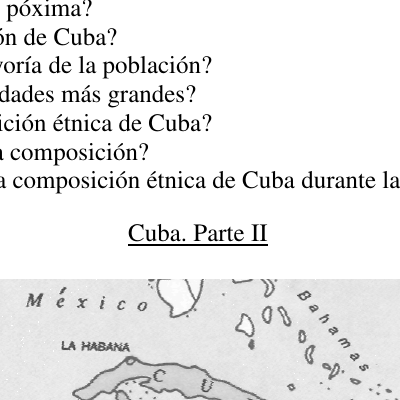 póxima?
ón de Cuba?
oría de la población?
dades más grandes?
ición étnica de Cuba?
a composición?
a composición étnica de Cuba durante la
Cuba. Parte II
México
Bahamas
LA HABANA
C U